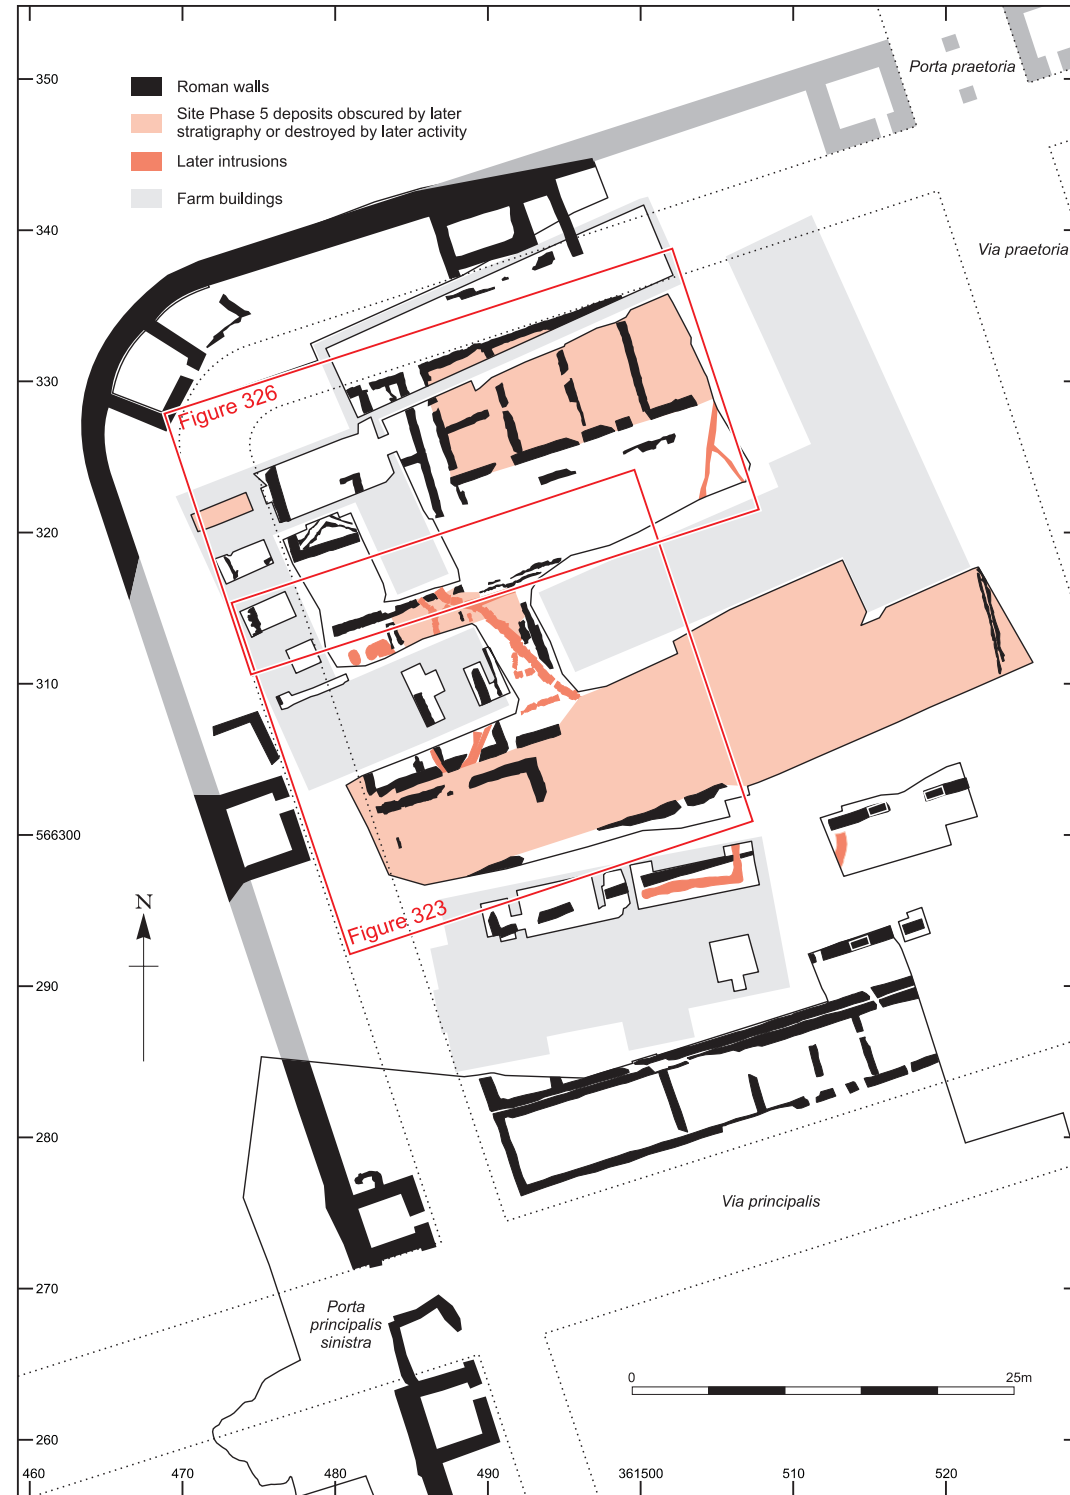 Porta praetoria
350
Roman walls
Site Phase 5 deposits obscured by later
stratigraphy or destroyed by later activity
Later intrusions
Farm buildings
340
Via praetoria
330
Figure 326
320
310
566300
N
Figure 323
290
280
Via principalis
270
Porta
principalis
sinistra
0
25m
260
460
470
480
490
361500
510
520